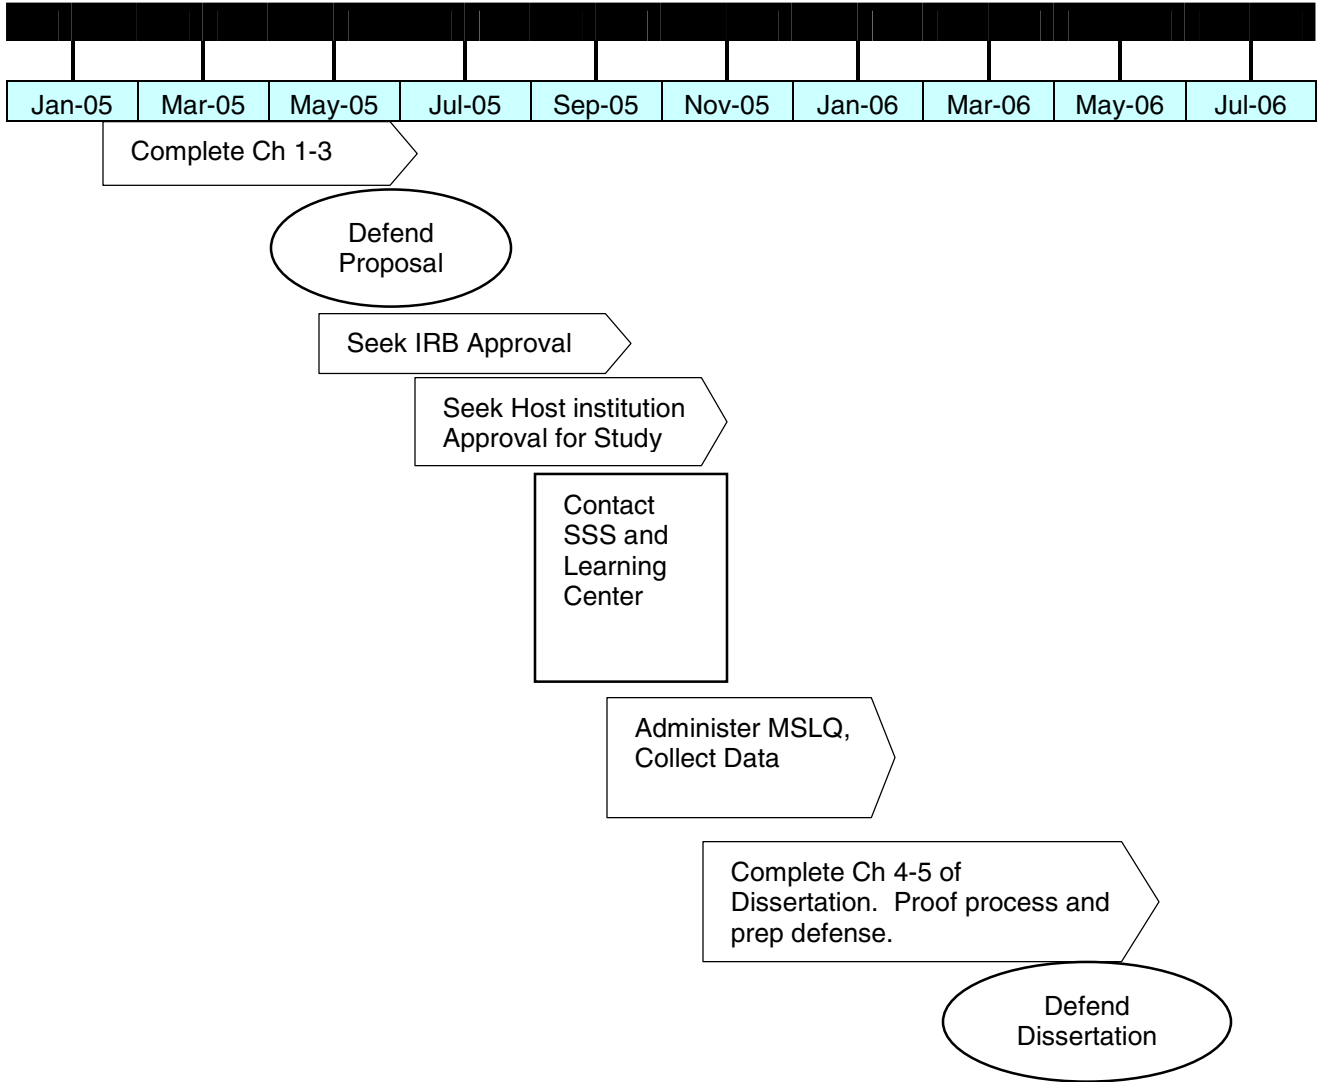 Jan-05 Mar-05 May-05 Jul-05 Sep-05 Nov-05 Jan-06 Mar-06 May-06 Jul-06
Complete Ch 1-3
Defend
Proposal
Seek IRB Approval
Seek Host institution
Approval for Study
Contact
SSS and
Learning
Center
Administer MSLQ,
Collect Data
Complete Ch 4-5 of
Dissertation.  Proof process and
prep defense.
Defend
Dissertation